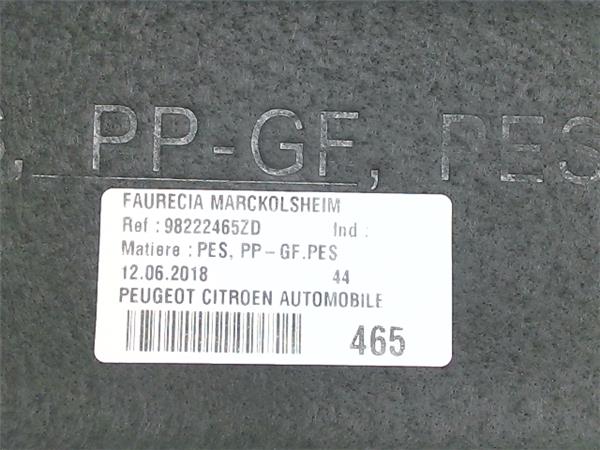 , PP-GF, PES
FAURECIA MARCKOLSHEIM
Ref : 98222465ZD Ind :
Matiere : PES, PP-GF.PES
12.06.2018 44
PEUGEOT CITROEN AUTOMOBILE
465